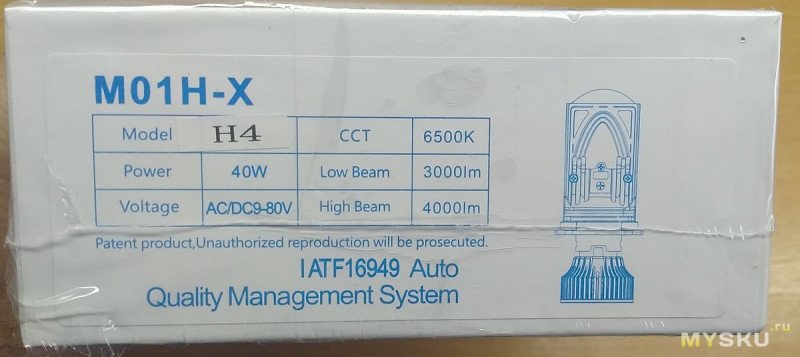 M01H-X
Model H4 CCT 6500K
Power 40W Low Beam 3000lm
Voltage AC/DC9-80V High Beam 4000lm
Patent product,Unauthorized reproduction will be prosecuted.
IATF16949 Auto
Quality Management System
MYSKU.ru